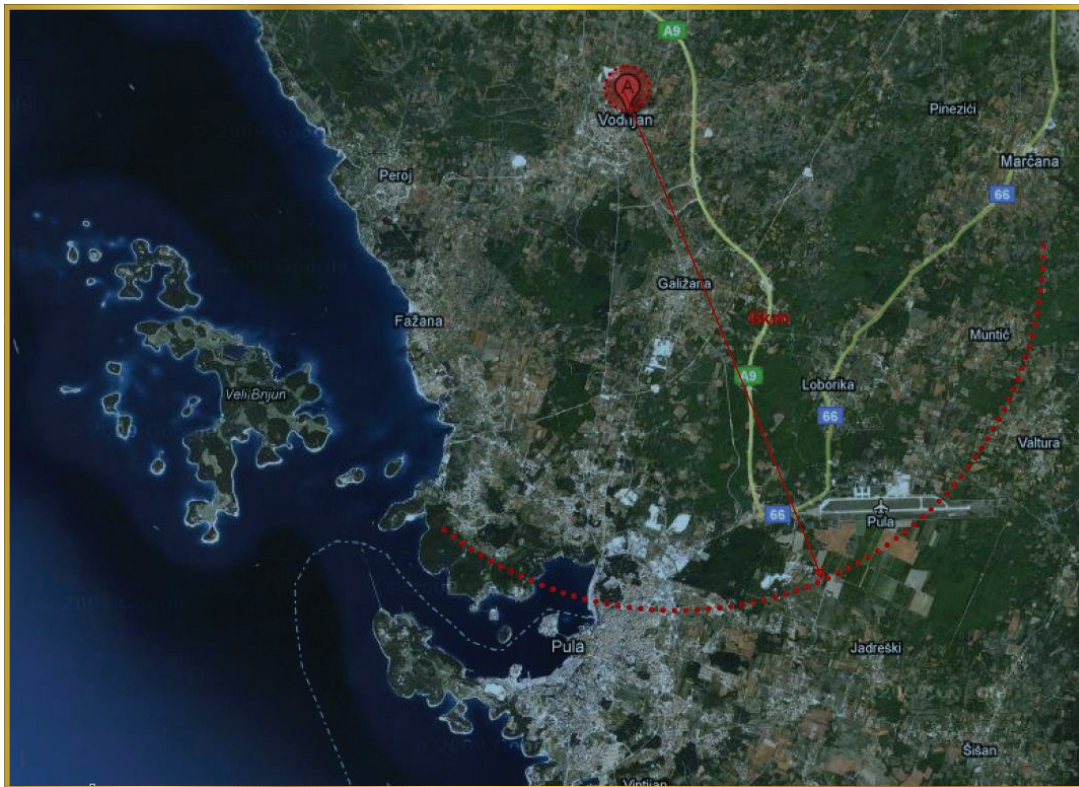 A9
A
Vodnjan
Pinezići
Marčana
Peroj
66
Galižana
Fažana
Muntić
A9
Loborika
Veli Brijun
66
Valtura
66
Pula
Pula
Jadreški
Šišan
Vintijan